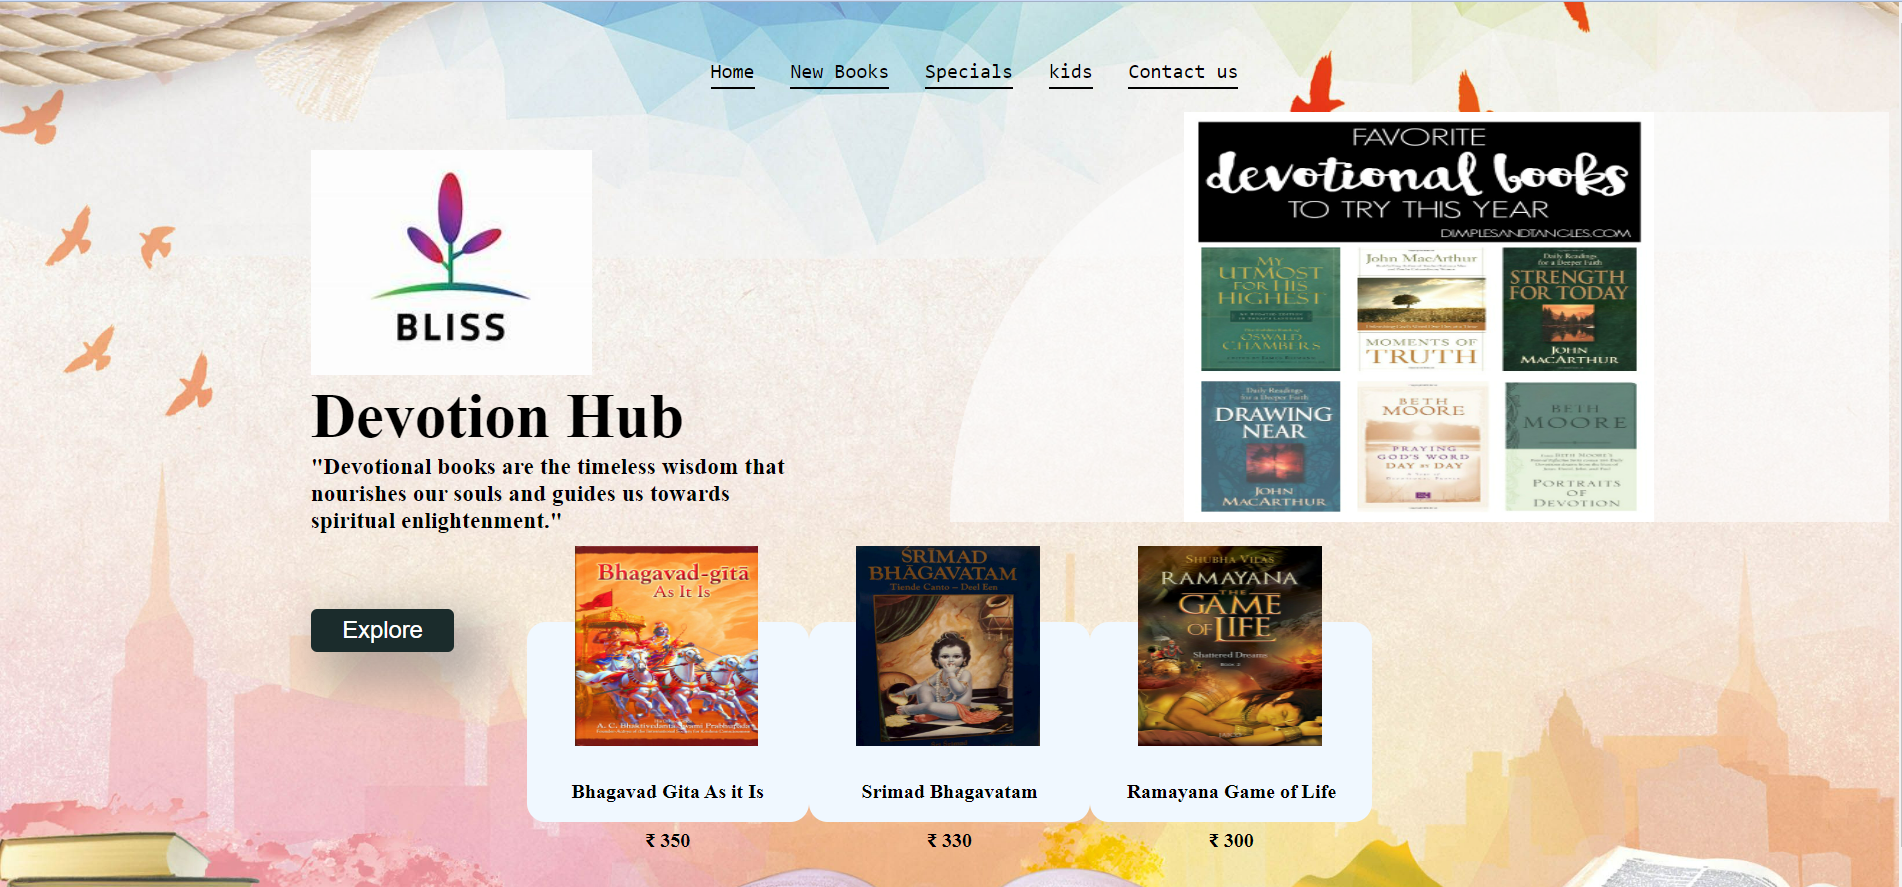 Home New Books Specials kids Contact us
FAVORITE
devotional books
TO TRY THIS YEAR
DIMPLESANDTANGLES.COM
BLISS
Devotion Hub
"Devotional books are the timeless wisdom that
nourishes our souls and guides us towards
spiritual enlightenment."
Explore
MY
UTMOST
FOR HIS
HIGHEST
OSWALD
CHAMBERS
John MacArthur
MOMENTS OF
TRUTH
Daily Readings
for a Deeper Faith
STRENGTH
FOR TODAY
JOHN
MACARTHUR
Daily Readings
for a Deeper Faith
DRAWING
NEAR
JOHN
MACARTHUR
BETH
MOORE
PRAYING
GOD'S WORD
DAY BY DAY
BETH
MOORE
PORTRAITS
OF
DEVOTION
Bhagavad-gītā
As It Is
A. C. Bhaktivedanta Swami Prabhupāda
ŚRĪMAD
BHĀGAVATAM
Tiende Canto – Deel Een
SHUBHA VILAS
RAMAYANA
THE
GAME
OF LIFE
Shattered Dreams
BOOK 2
Bhagavad Gita As it Is
₹ 350
Srimad Bhagavatam
₹ 330
Ramayana Game of Life
₹ 300